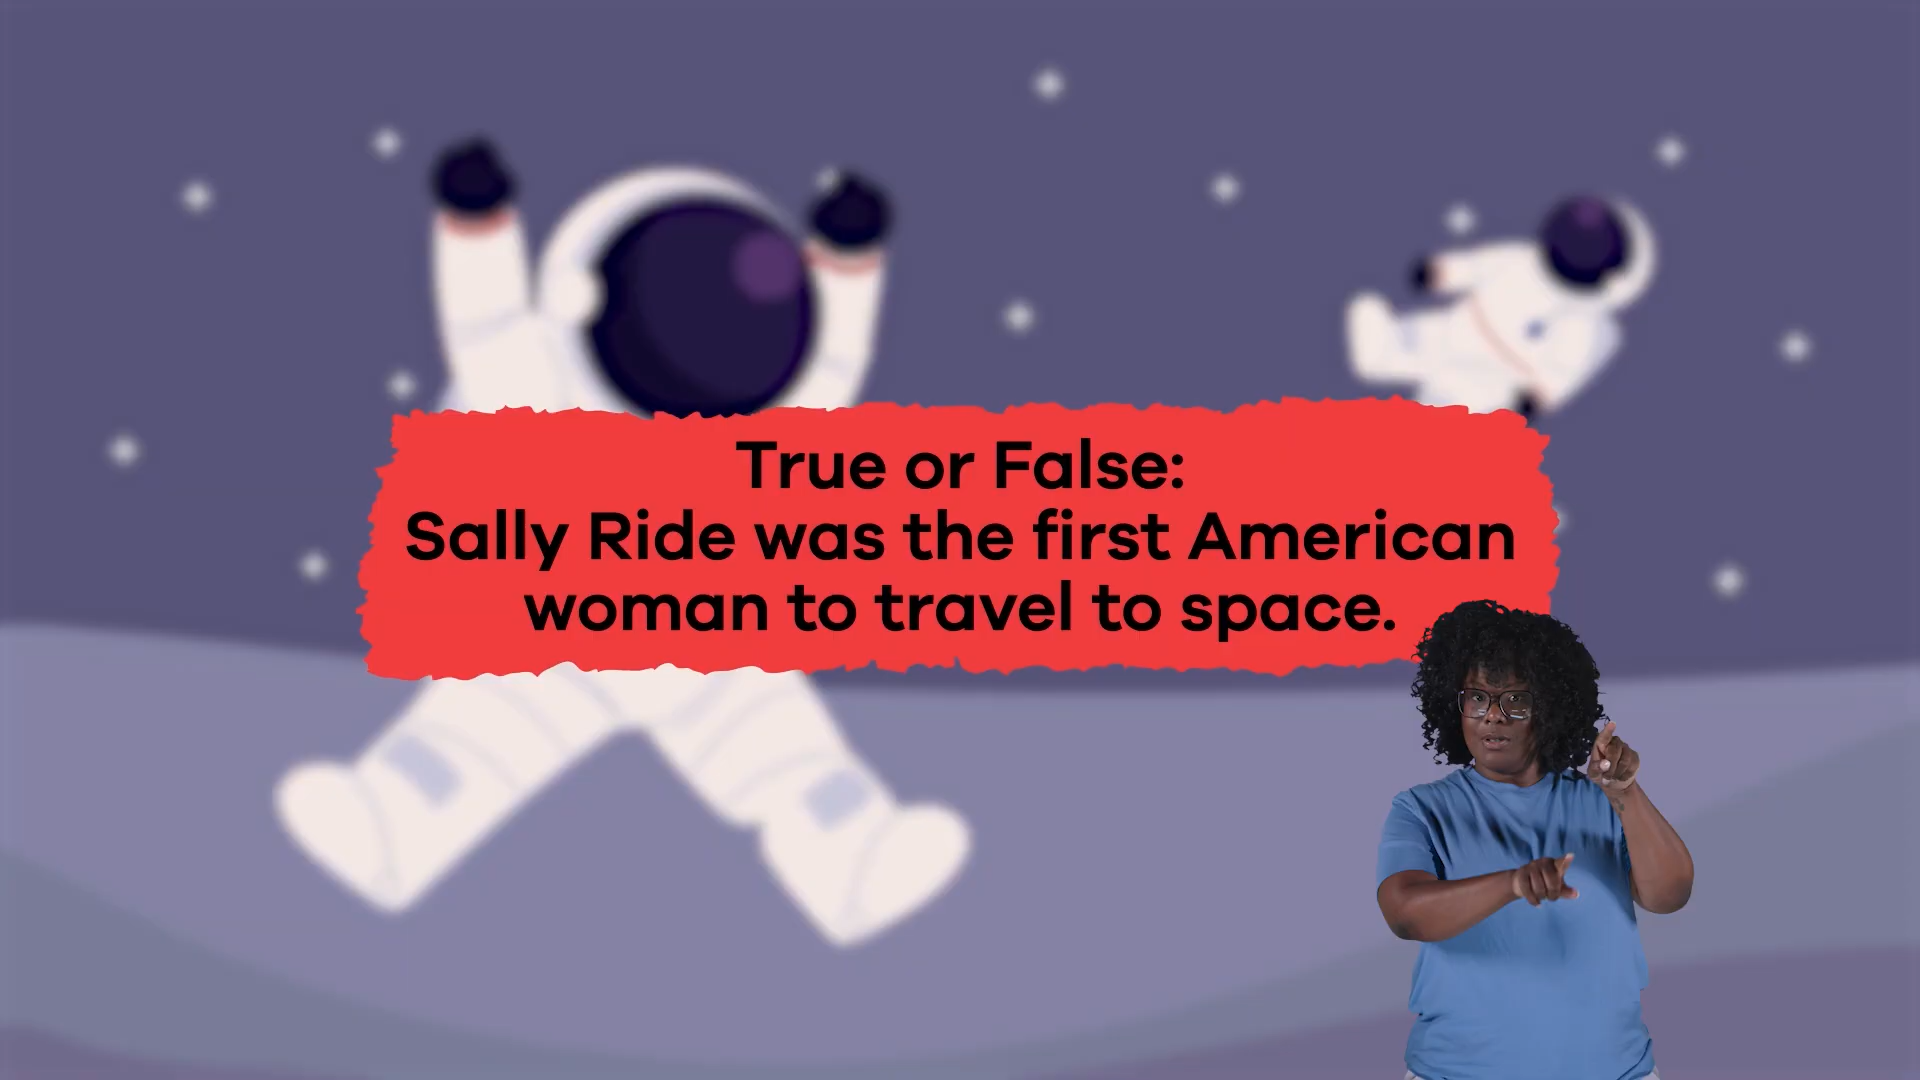 True or False:
Sally Ride was the first American
woman to travel to space.